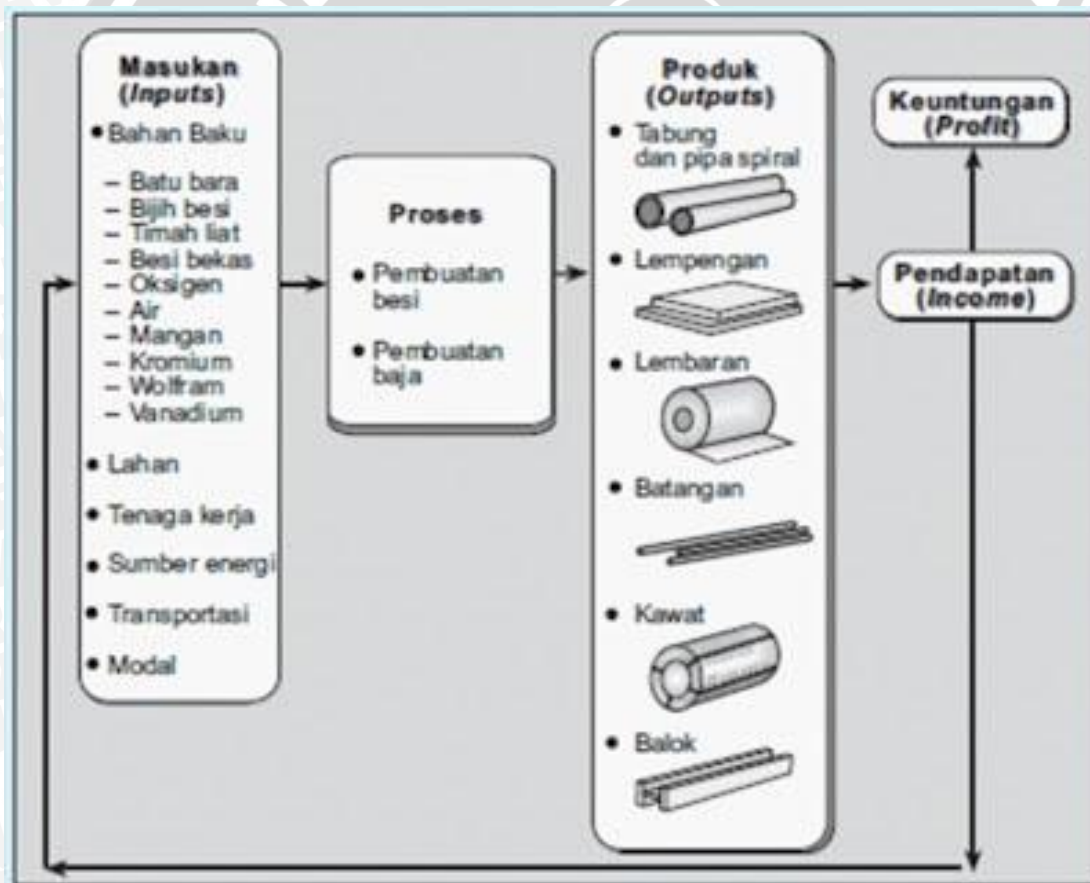 Masukan
(Inputs)
• Bahan Baku
– Batu bara
– Bijih besi
– Timah liat
– Besi bekas
– Oksigen
– Air
– Mangan
– Kromium
– Wolfram
– Vanadium
• Lahan
• Tenaga kerja
• Sumber energi
• Transportasi
• Modal
Proses
• Pembuatan
besi
• Pembuatan
baja
Produk
(Outputs)
• Tabung
dan pipa spiral
• Lempengan
• Lembaran
• Batangan
• Kawat
• Balok
Keuntungan
(Profit)
Pendapatan
(Income)